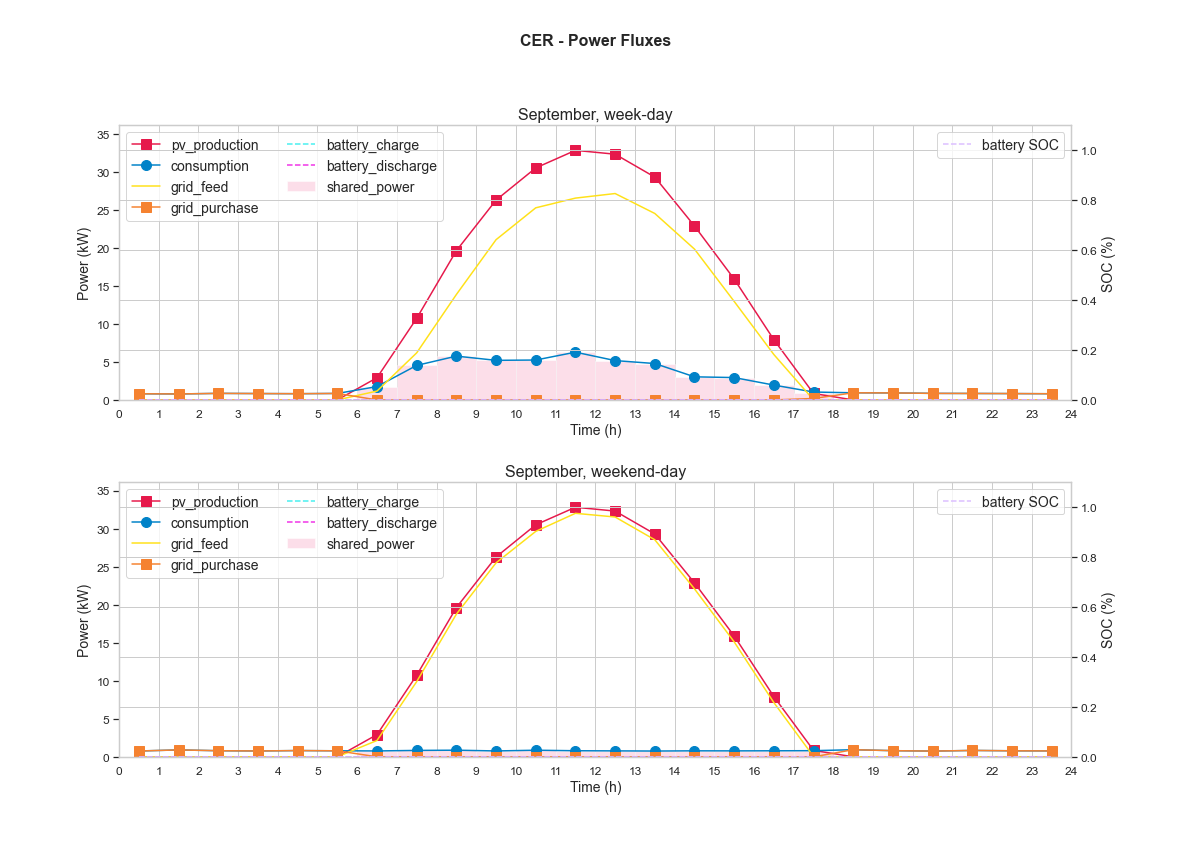 CER - Power Fluxes
September, week-day
pv_production
consumption
grid_feed
grid_purchase
battery_charge
battery_discharge
shared_power
battery SOC
Power (kW)
35
30
25
20
15
10
5
0
SOC (%)
1.0
0.8
0.6
0.4
0.2
0.0
0 1 2 3 4 5 6 7 8 9 10 11 12 13 14 15 16 17 18 19 20 21 22 23 24
Time (h)
September, weekend-day
pv_production
consumption
grid_feed
grid_purchase
battery_charge
battery_discharge
shared_power
battery SOC
Power (kW)
35
30
25
20
15
10
5
0
SOC (%)
1.0
0.8
0.6
0.4
0.2
0.0
0 1 2 3 4 5 6 7 8 9 10 11 12 13 14 15 16 17 18 19 20 21 22 23 24
Time (h)